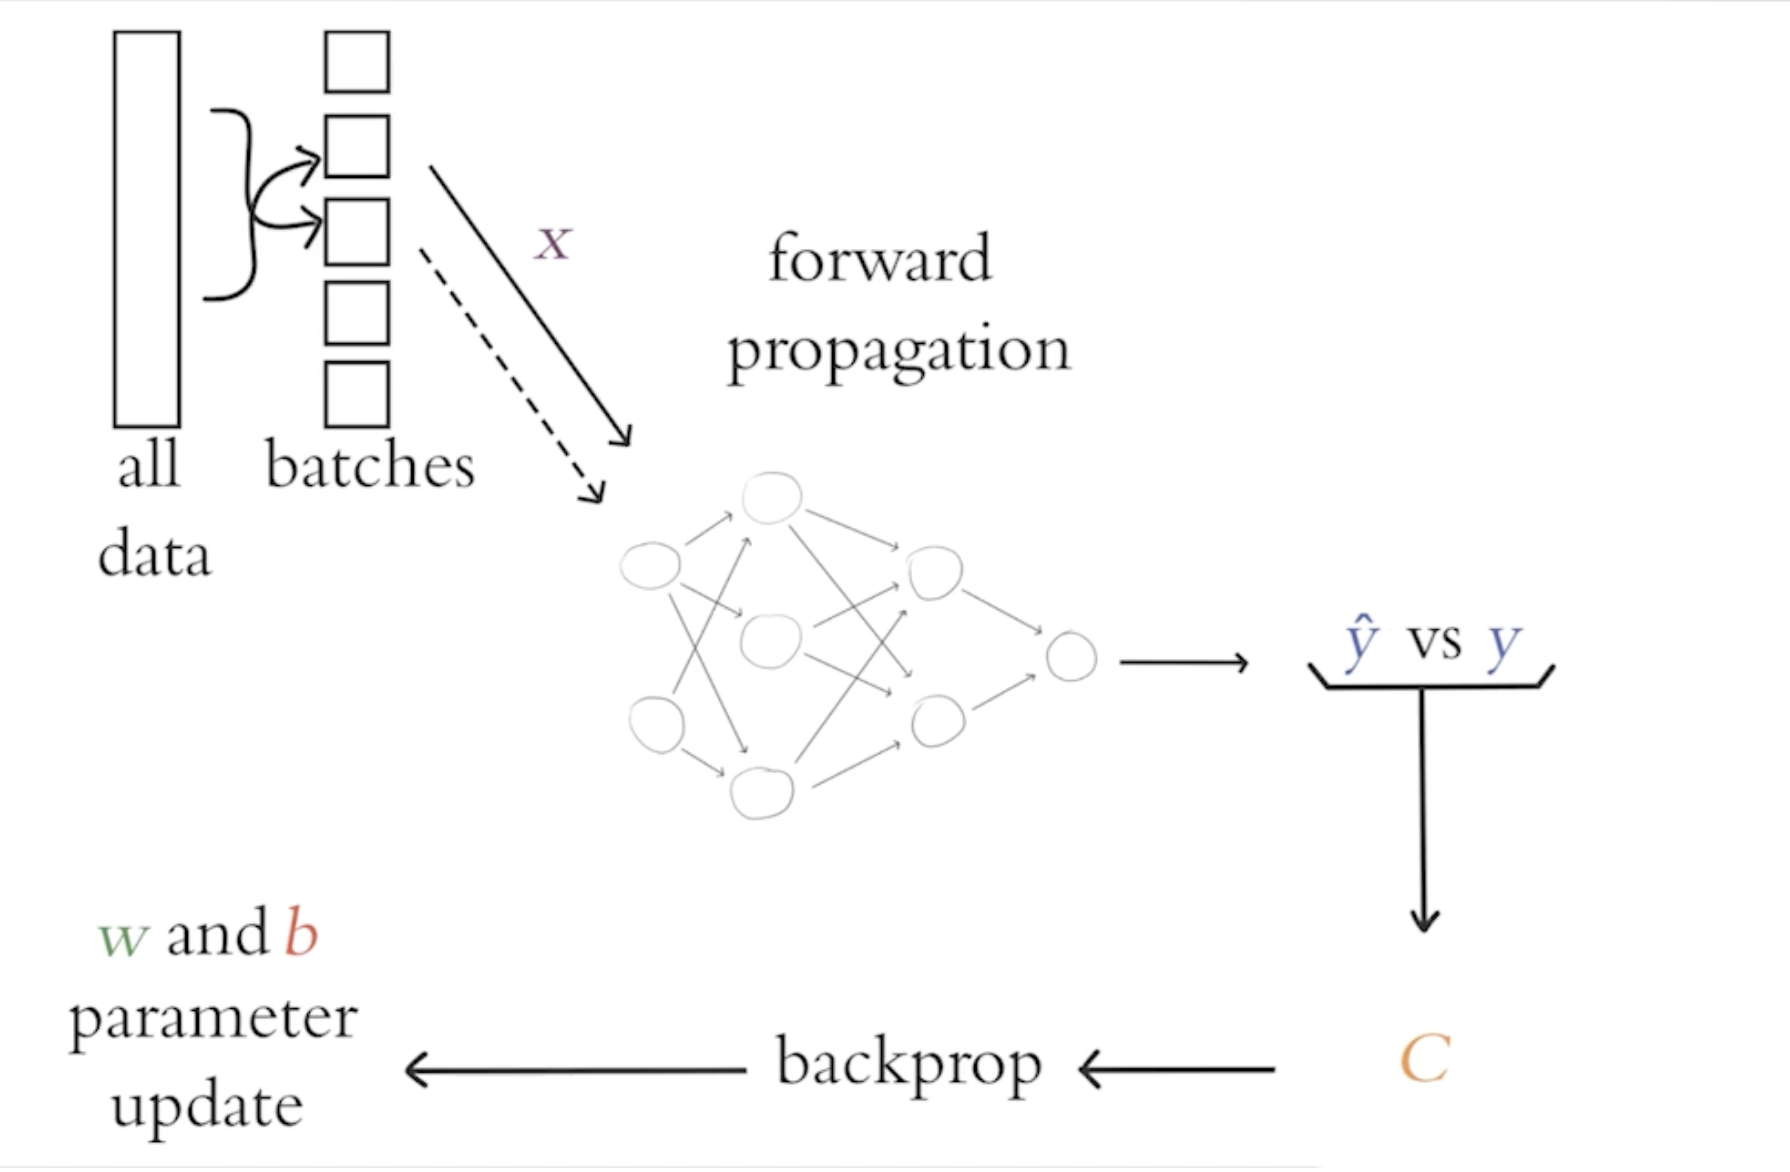 all
data
batches
x
forward
propagation
ŷ vs y
C
backprop
w and b
parameter
update